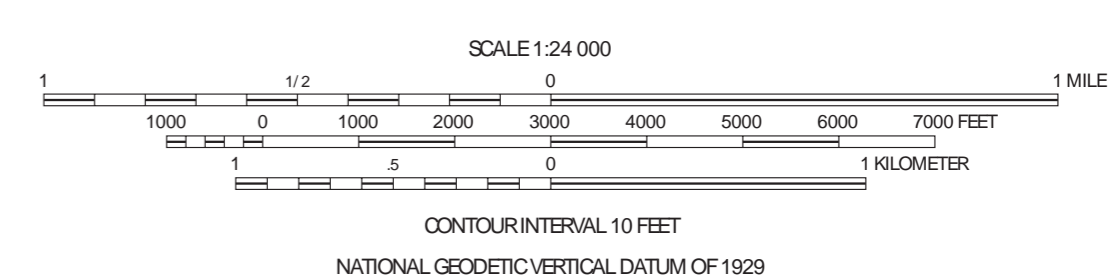 SCALE 1:24 000
1 1/2 0 1 MILE
1000 0 1000 2000 3000 4000 5000 6000 7000 FEET
1 .5 0 1 KILOMETER
CONTOUR INTERVAL 10 FEET
NATIONAL GEODETIC VERTICAL DATUM OF 1929